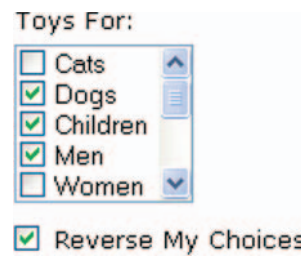 Toys For:
Cats
Dogs
Children
Men
Women
Reverse My Choices